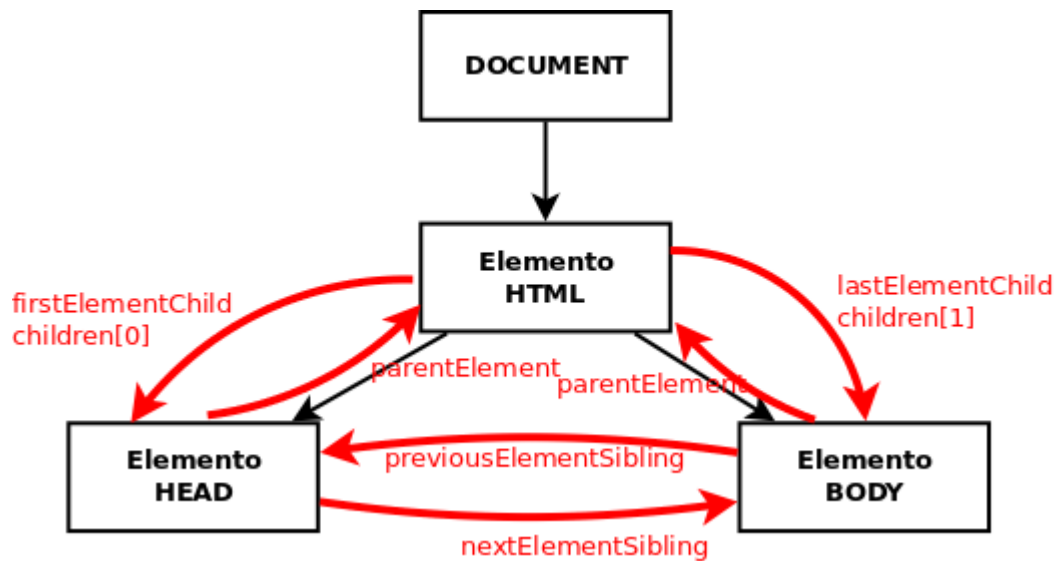 DOCUMENT
Elemento
HTML
firstElementChild
children[0]
lastElementChild
children[1]
parentElement
parentElement
Elemento
HEAD
previousElementSibling
Elemento
BODY
nextElementSibling